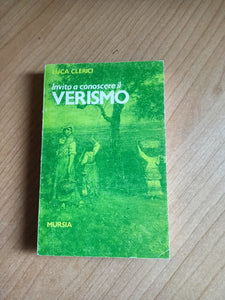 LUCA CLERICI
Invito a conoscere il
VERISMO
MURSIA